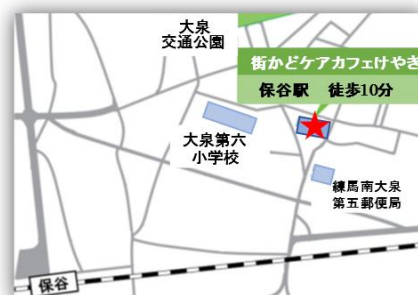 大泉
交通公園
街かどケアカフェけやき
保谷駅 徒歩10分
大泉第六
小学校
練馬南大泉
第五郵便局
保谷